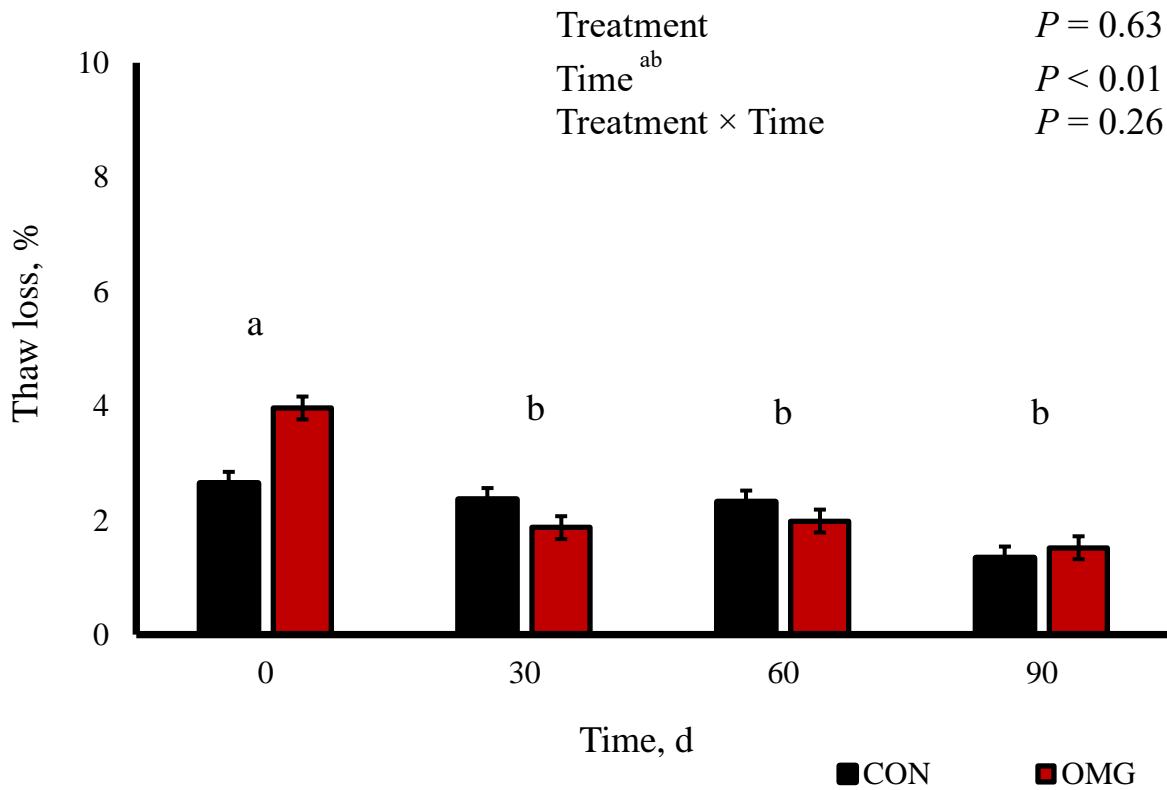 Treatment P = 0.63
Time ab P < 0.01
Treatment × Time P = 0.26
10
8
6
4
2
0
Thaw loss, %
a
b
b
b
0 30 60 90
Time, d
CON OMG